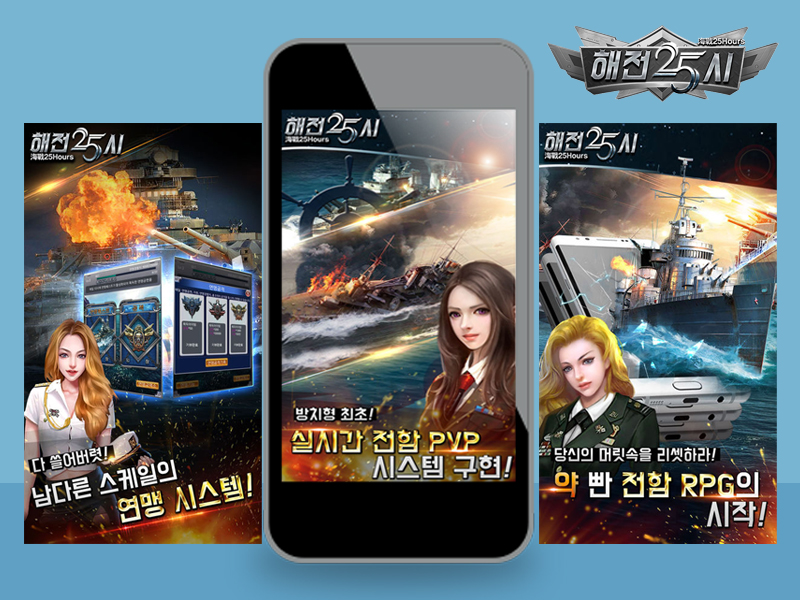 해전25시
海戰25Hours
해전25시
海戰25Hours
다 쓸어버렷!
남다른 스케일의
연맹 시스템!
해전25시
海戰25Hours
방치형 최초!
실시간 전함 PVP
시스템 구현!
해전25시
海戰25Hours
당신의 머릿속을 리셋하라!
약 빤 전함 RPG의
시작!